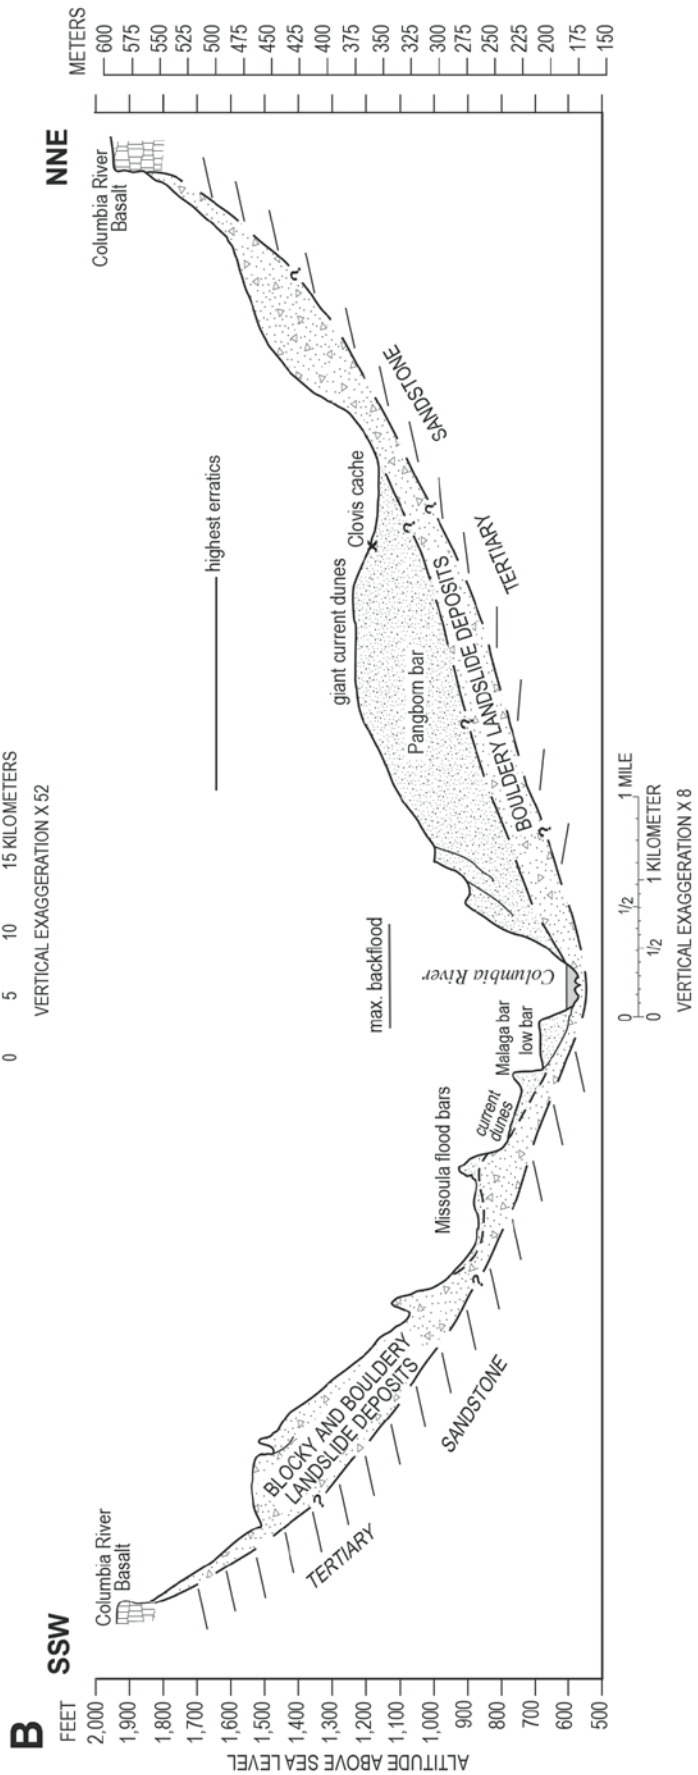 0 5 10 15 KILOMETERS
VERTICAL EXAGGERATION X 52
B
SSW
NNE
FEET
METERS
2,000
1,900
1,800
1,700
1,600
1,500
1,400
1,300
1,200
1,100
1,000
900
800
700
600
500
ALTITUDE ABOVE SEA LEVEL
600
575
550
525
500
475
450
425
400
375
350
325
300
275
250
225
200
175
150
Columbia River
Basalt
Columbia River
Basalt
highest erratics
max. backflood
giant current dunes
Clovis cache
Missoula flood bars
current
dunes
Malaga bar
low bar
Columbia River
Pangborn bar
BLOCKY AND BOULDERY
LANDSLIDE DEPOSITS
BOULDERY LANDSLIDE DEPOSITS
TERTIARY
SANDSTONE
TERTIARY
SANDSTONE
?
?
?
?
?
?
?
?
0 1/2 1 MILE
0 1/2 1 KILOMETER
VERTICAL EXAGGERATION X 8